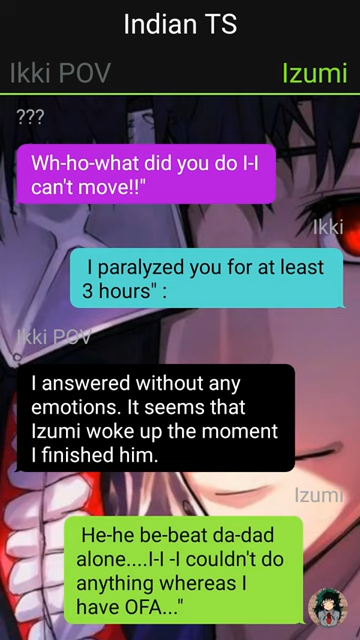 Indian TS
Ikki POV
Izumi
???
Wh-ho-what did you do I-I
can't move!!"
Ikki
I paralyzed you for at least
3 hours" :
Ikki POV
I answered without any
emotions. It seems that
Izumi woke up the moment
I finished him.
Izumi
He-he be-beat da-dad
alone....I-I -I couldn't do
anything whereas I
have OFA..."